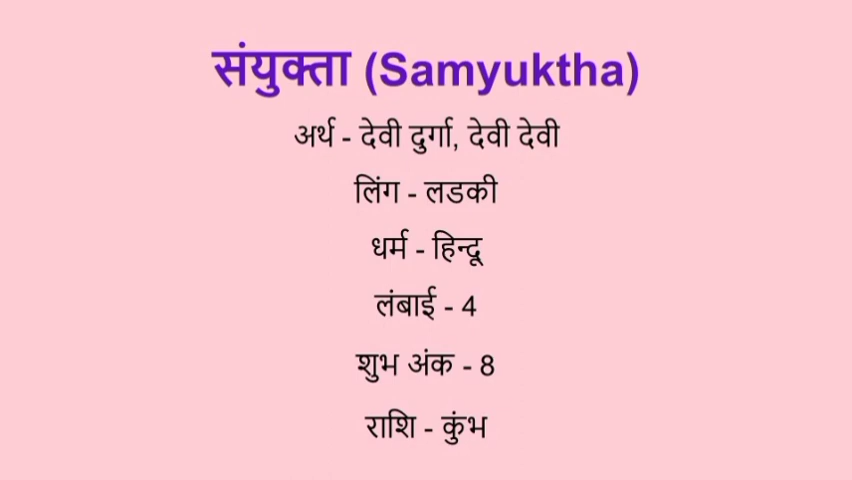 संयुक्ता (Samyuktha)
अर्थ - देवी दुर्गा, देवी देवी
लिंग - लडकी
धर्म - हिन्दू
लंबाई - 4
शुभ अंक - 8
राशि - कुंभ